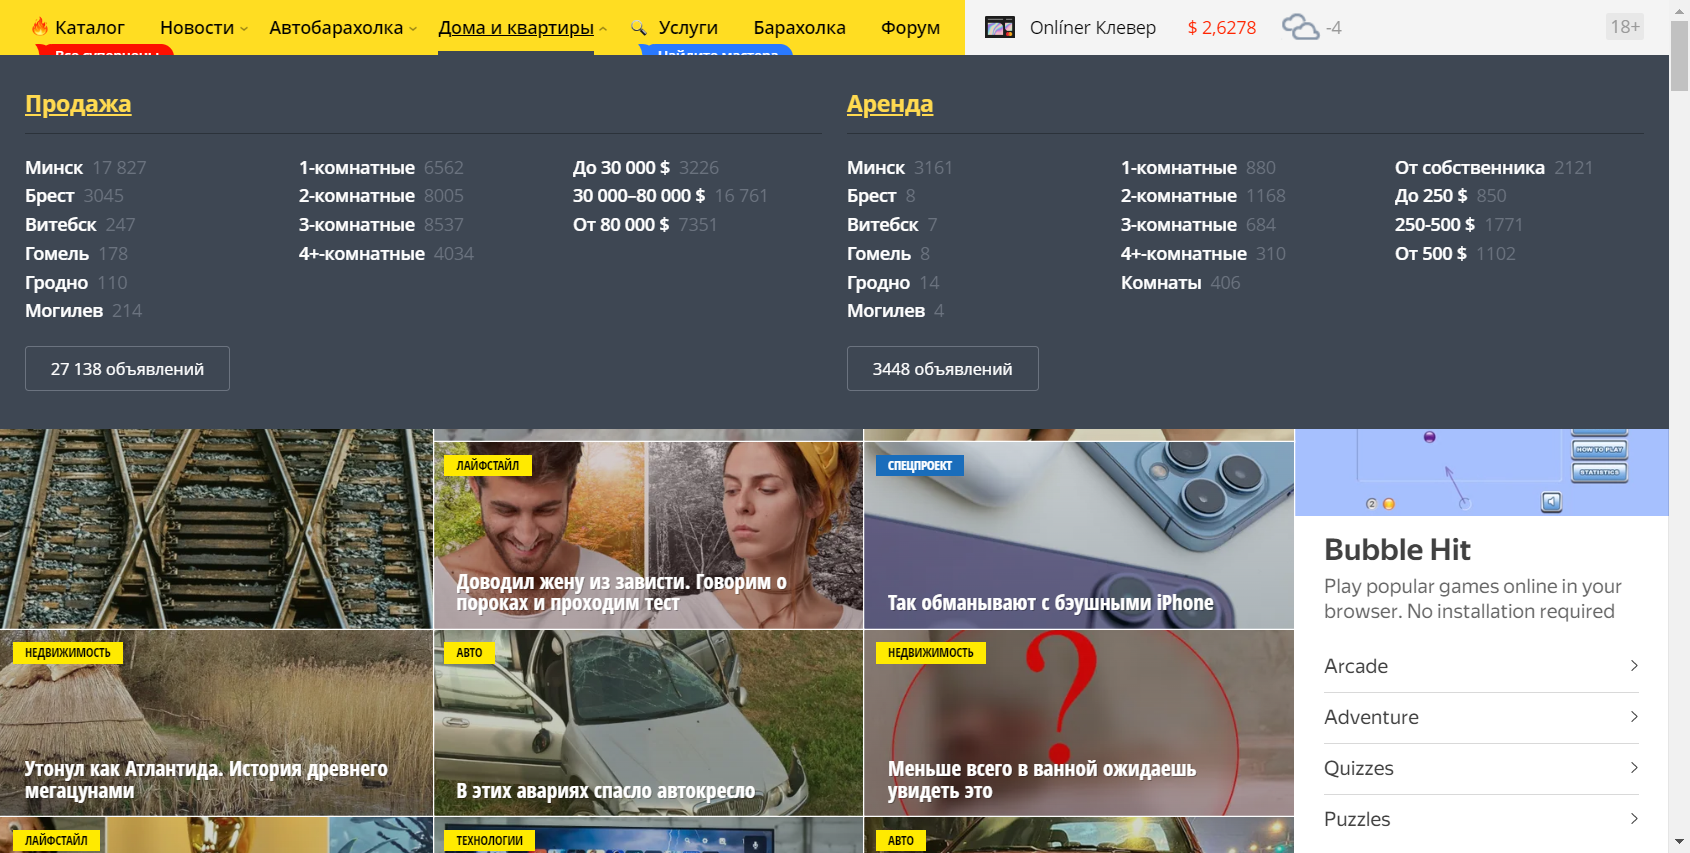 Каталог
Новости
Автобарахолка
Дома и квартиры
Услуги
Барахолка
Форум
Onlíner Клевер
$ 2,6278
-4
18+
Все суперцены
Найдите мастера
Продажа
Минск 17 827
Брест 3045
Витебск 247
Гомель 178
Гродно 110
Могилев 214
1-комнатные 6562
2-комнатные 8005
3-комнатные 8537
4+-комнатные 4034
До 30 000 $ 3226
30 000–80 000 $ 16 761
От 80 000 $ 7351
27 138 объявлений
Аренда
Минск 3161
Брест 8
Витебск 7
Гомель 8
Гродно 14
Могилев 4
1-комнатные 880
2-комнатные 1168
3-комнатные 684
4+-комнатные 310
Комнаты 406
От собственника 2121
До 250 $ 850
250-500 $ 1771
От 500 $ 1102
3448 объявлений
ЛАЙФСТАЙЛ
Доводил жену из зависти. Говорим о
пороках и проходим тест
СПЕЦПРОЕКТ
Так обманывают с бэушными iPhone
HOW TO PLAY
STATISTICS
2
Bubble Hit
Play popular games online in your
browser. No installation required
Arcade
Adventure
Quizzes
Puzzles
НЕДВИЖИМОСТЬ
Утонул как Атлантида. История древнего
мегацунами
АВТО
В этих авариях спасло автокресло
НЕДВИЖИМОСТЬ
?
Меньше всего в ванной ожидаешь
увидеть это
ЛАЙФСТАЙЛ
ТЕХНОЛОГИИ
АВТО